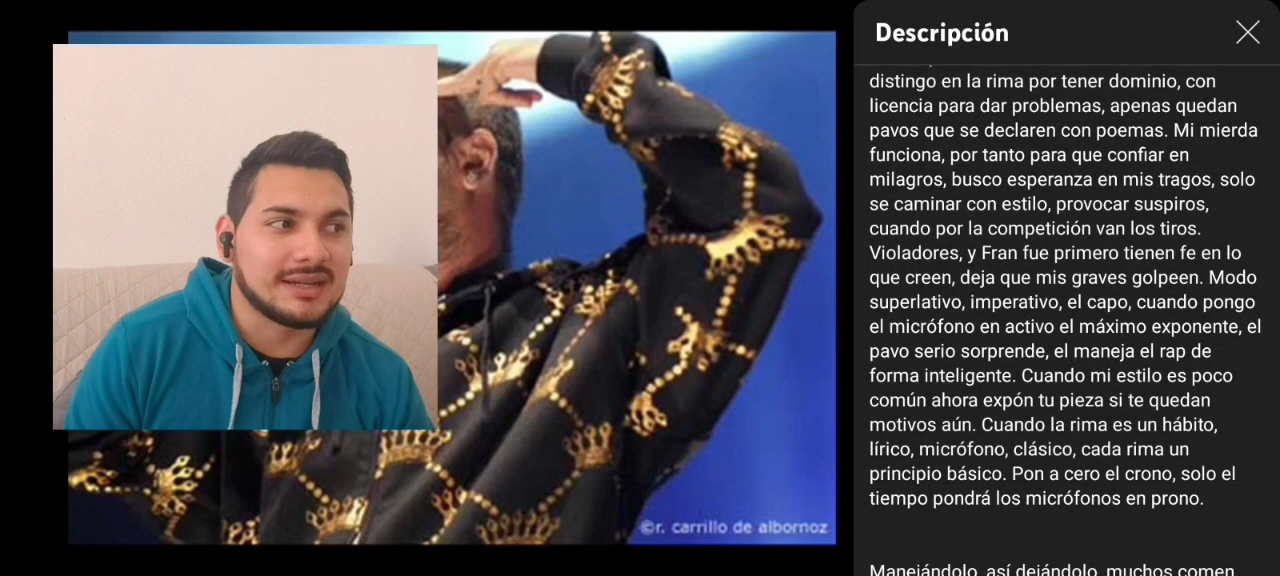 Descripción
distingo en la rima por tener dominio, con
licencia para dar problemas, apenas quedan
pavos que se declaren con poemas. Mi mierda
funciona, por tanto para que confiar en
milagros, busco esperanza en mis tragos, solo
se caminar con estilo, provocar suspiros,
cuando por la competición van los tiros.
Violadores, y Fran fue primero tienen fe en lo
que creen, deja que mis graves golpeen. Modo
superlativo, imperativo, el capo, cuando pongo
el micrófono en activo el máximo exponente, el
pavo serio sorprende, el maneja el rap de
forma inteligente. Cuando mi estilo es poco
común ahora expón tu pieza si te quedan
motivos aún. Cuando la rima es un hábito,
lírico, micrófono, clásico, cada rima un
principio básico. Pon a cero el crono, solo el
tiempo pondrá los micrófonos en prono.
Manejándolo, así dejándolo, muchos comen
©r. carrillo de albornoz